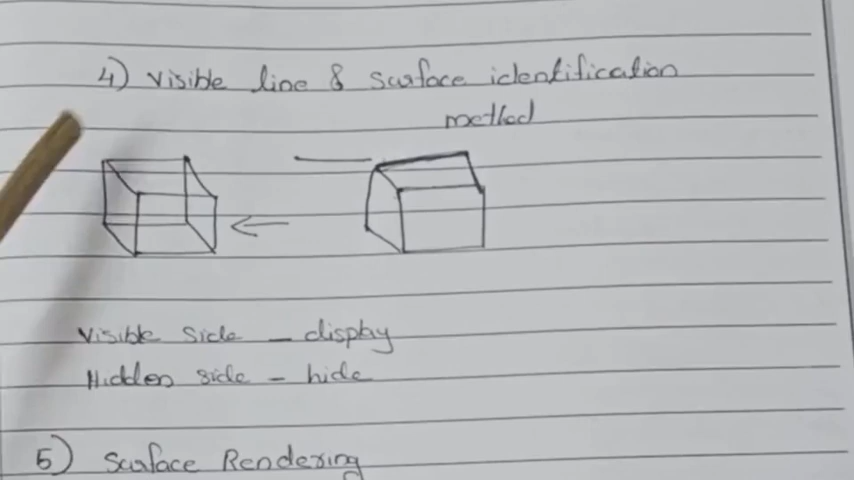 4) Visible line & surface identification
method
Visible side - display
Hidden side - hide
5) Surface Rendering